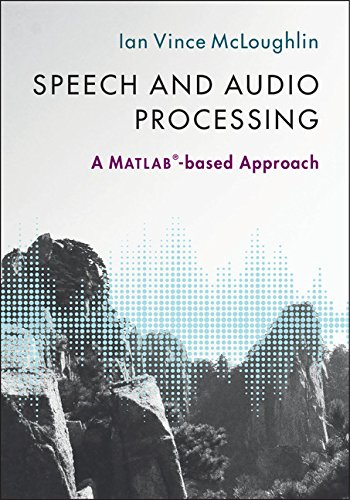 Ian Vince McLoughlin
SPEECH AND AUDIO
PROCESSING
A MATLAB®-based Approach